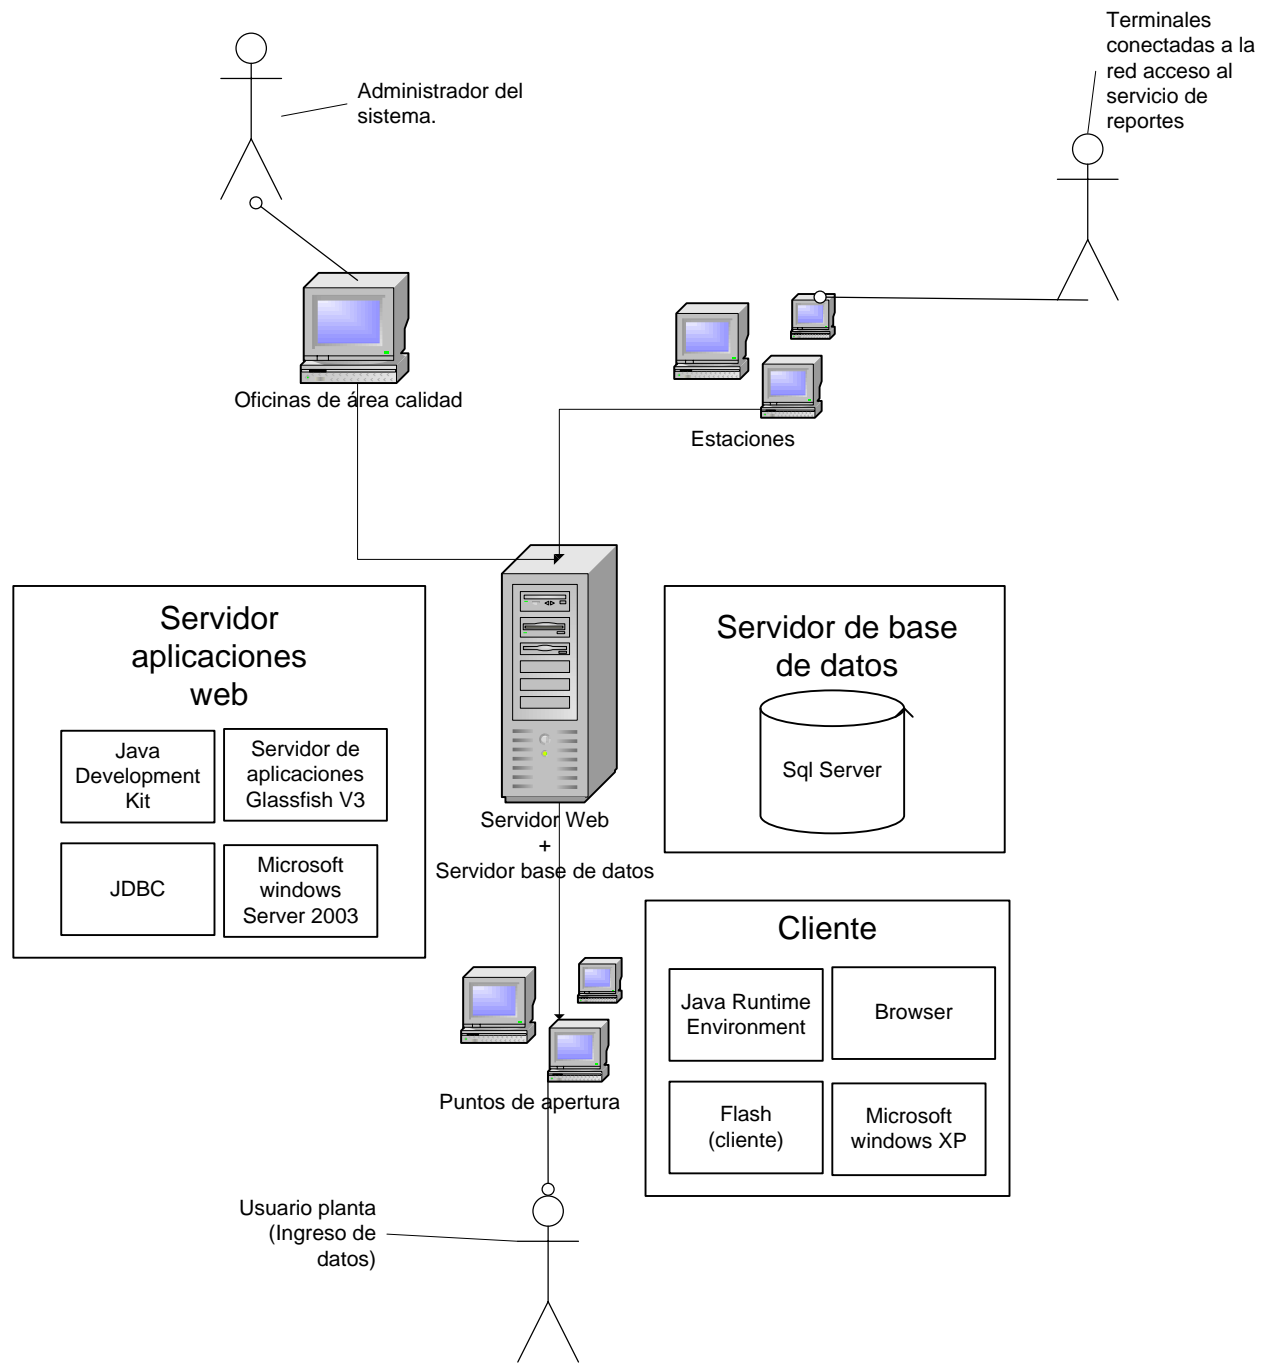 Terminales
conectadas a la
red acceso al
servicio de
reportes
Administrador del
sistema.
Oficinas de área calidad
Estaciones
Servidor
aplicaciones
web
Java
Development
Kit
Servidor de
aplicaciones
Glassfish V3
JDBC
Microsoft
windows
Server 2003
Servidor Web
+
Servidor base de datos
Servidor de base
de datos
Sql Server
Cliente
Java Runtime
Environment
Browser
Flash
(cliente)
Microsoft
windows XP
Puntos de apertura
Usuario planta
(Ingreso de
datos)